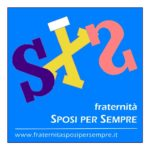 fraternità
SPOSI PER SEMPRE
www.fraternitasposipersempre.it